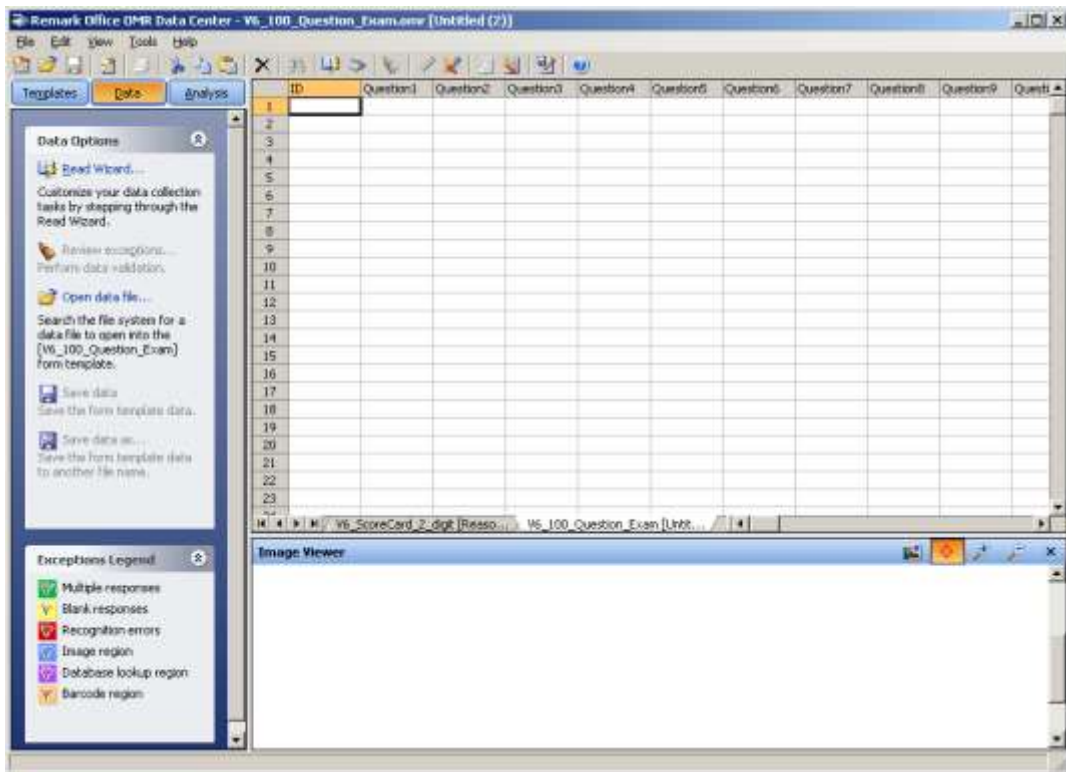 Remark Office OMR Data Center - V6_100_Question_Exam.omr [Untitled (2)]
File Edit View Tools Help
Templates Data Analysis
ID Question1 Question2 Question3 Question4 Question5 Question6 Question7 Question8 Question9 Questi
1
2
3
4
5
6
7
8
9
10
11
12
13
14
15
16
17
18
19
20
21
22
23
Data Options
Read Wizard...
Customize your data collection
tasks by stepping through the
Read Wizard.
Review exceptions...
Perform data validation.
Open data file...
Search the file system for a
data file to open into the
[V6_100_Question_Exam]
form template.
Save data
Save the form template data.
Save data as...
Save the form template data
to another file name.
V6_ScoreCard_2_digit [Reaso... V6_100_Question_Exam [Untit...
Exceptions Legend
Multiple responses
Blank responses
Recognition errors
Image region
Database lookup region
Barcode region
Image Viewer